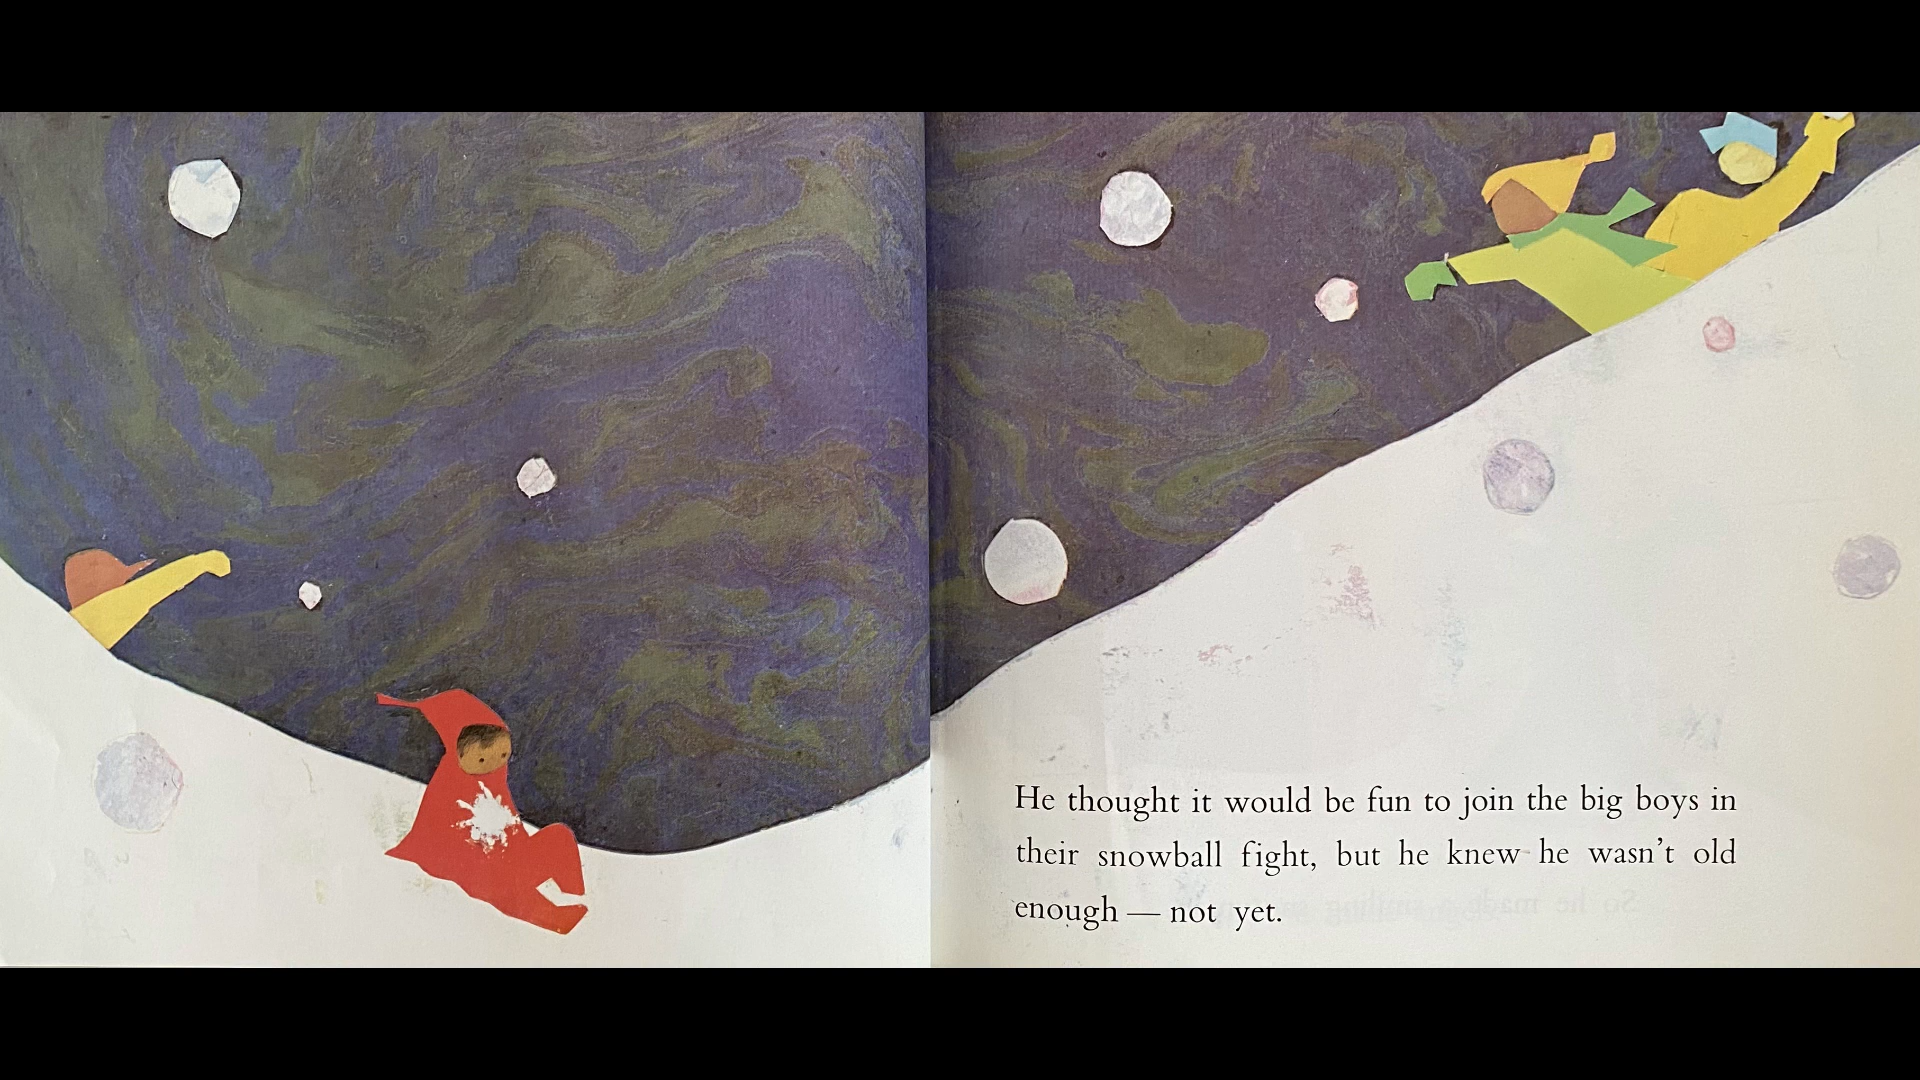 He thought it would be fun to join the big boys in
their snowball fight, but he knew he wasn't old
enough — not yet.